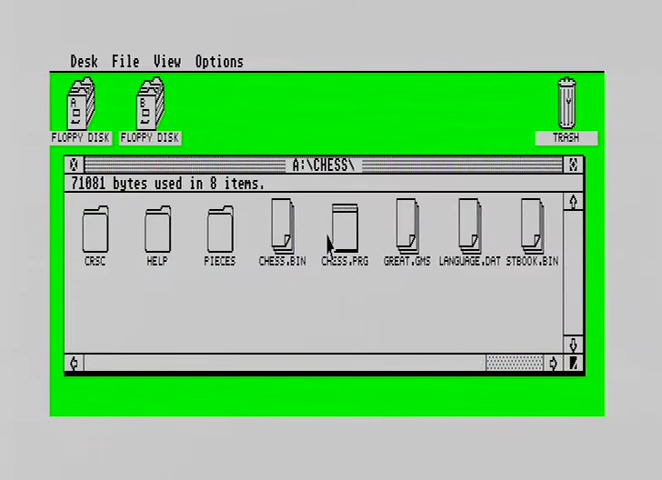 Desk File View Options
A B
FLOPPY DISK FLOPPY DISK TRASH
A:\CHESS\
71081 bytes used in 8 items.
CRSC HELP PIECES CHESS.BIN CHESS.PRG GREAT.GMS LANGUAGE.DAT STBOOK.BIN